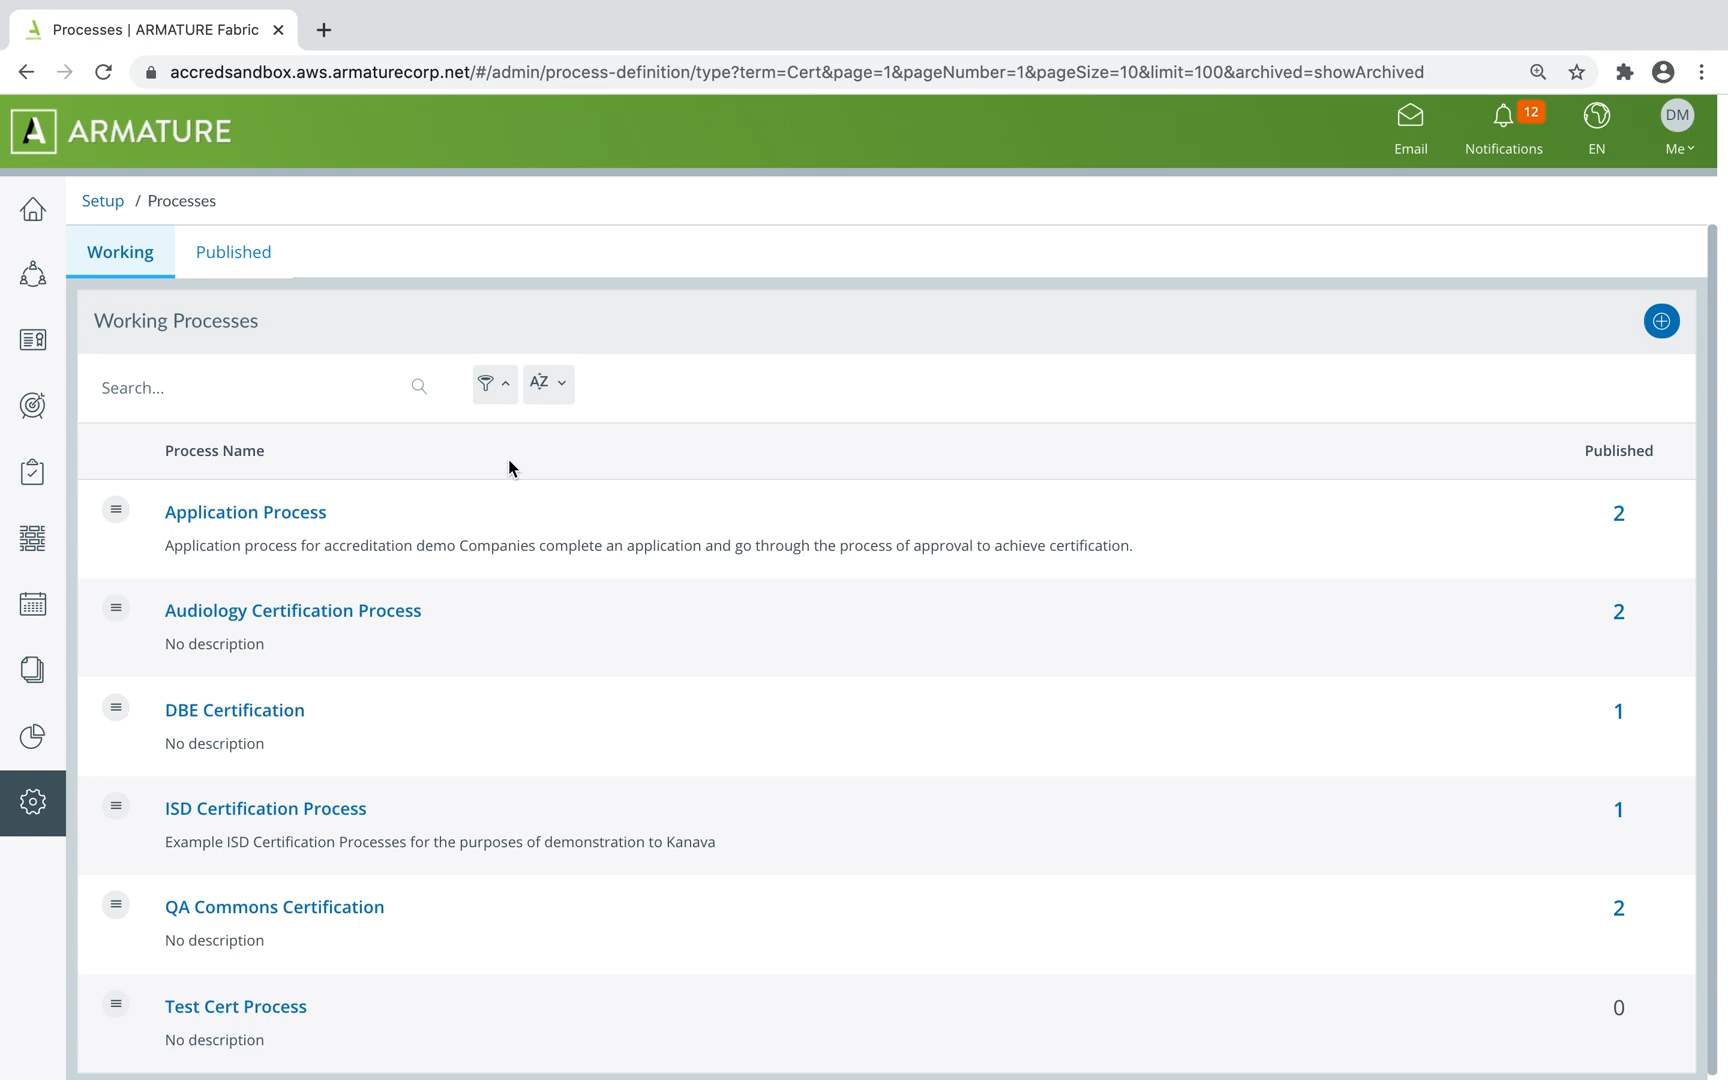 Processes | ARMATURE Fabric
accredsandbox.aws.armaturecorp.net/#/admin/process-definition/type?term=Cert&page=1&pageNumber=1&pageSize=10&limit=100&archived=showArchived
A ARMATURE
Email
12
Notifications
EN
DM
Me
Setup / Processes
Working
Published
Working Processes
Search...
AZ
Process Name
Published
Application Process
2
Application process for accreditation demo Companies complete an application and go through the process of approval to achieve certification.
Audiology Certification Process
2
No description
DBE Certification
1
No description
ISD Certification Process
1
Example ISD Certification Processes for the purposes of demonstration to Kanava
QA Commons Certification
2
No description
Test Cert Process
0
No description